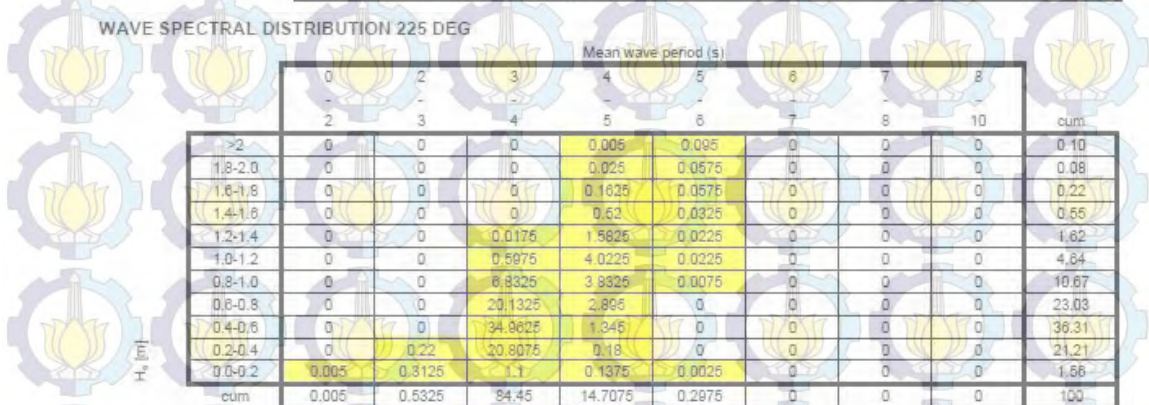 WAVE SPECTRAL DISTRIBUTION 225 DEG
Mean wave period (s)
0 2 3 4 5 6 7 8
- - - - - - - -
2 3 4 5 6 7 8 10 cum
>2 0 0 0 0.005 0.095 0 0 0 0.10
1.8-2.0 0 0 0 0.025 0.0575 0 0 0 0.08
1.6-1.8 0 0 0 0.1625 0.0575 0 0 0 0.22
1.4-1.6 0 0 0 0.52 0.0325 0 0 0 0.55
1.2-1.4 0 0 0.0175 1.5825 0.0225 0 0 0 1.62
1.0-1.2 0 0 0.5975 4.0225 0.0225 0 0 0 4.64
0.8-1.0 0 0 6.8325 3.8325 0.0075 0 0 0 10.67
0.6-0.8 0 0 20.1325 2.895 0 0 0 0 23.03
0.4-0.6 0 0 34.9625 1.345 0 0 0 0 36.31
0.2-0.4 0 0.22 20.8075 0.18 0 0 0 0 21.21
Hs [m]
0.0-0.2 0.005 0.3125 1.1 0.1375 0.0025 0 0 0 1.56
cum 0.005 0.5325 84.45 14.7075 0.2975 0 0 0 100